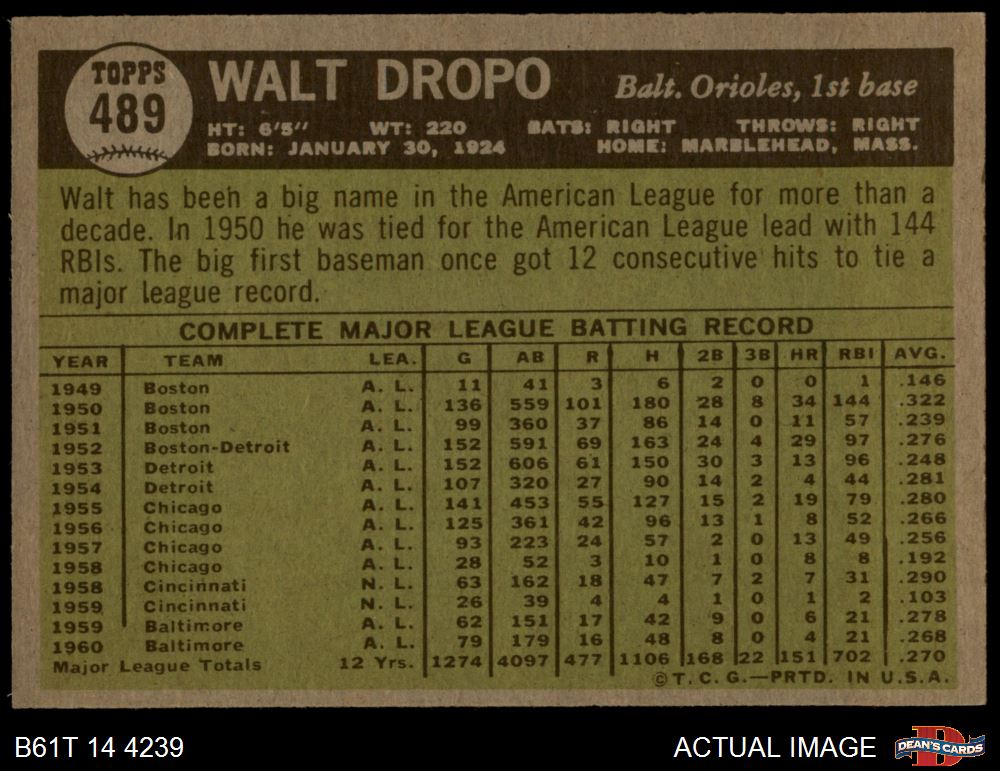 TOPPS
489
WALT DROPO
Balt. Orioles, 1st base
HT: 6'5" WT: 220 BATS: RIGHT THROWS: RIGHT
BORN: JANUARY 30, 1924 HOME: MARBLEHEAD, MASS.
Walt has been a big name in the American League for more than a
decade. In 1950 he was tied for the American League lead with 144
RBIs. The big first baseman once got 12 consecutive hits to tie a
major league record.
COMPLETE MAJOR LEAGUE BATTING RECORD
YEAR TEAM LEA. G AB R H 2B 3B HR RBI AVG.
1949 Boston A. L. 11 41 3 6 2 0 0 1 .146
1950 Boston A. L. 136 559 101 180 28 8 34 144 .322
1951 Boston A. L. 99 360 37 86 14 0 11 57 .239
1952 Boston-Detroit A. L. 152 591 69 163 24 4 29 97 .276
1953 Detroit A. L. 152 606 61 150 30 3 13 96 .248
1954 Detroit A. L. 107 320 27 90 14 2 4 44 .281
1955 Chicago A. L. 141 453 55 127 15 2 19 79 .280
1956 Chicago A. L. 125 361 42 96 13 1 8 52 .266
1957 Chicago A. L. 93 223 24 57 2 0 13 49 .256
1958 Chicago A. L. 28 52 3 10 1 0 8 8 .192
1958 Cincinnati N. L. 63 162 18 47 7 2 7 31 .290
1959 Cincinnati N. L. 26 39 4 4 1 0 1 2 .103
1959 Baltimore A. L. 62 151 17 42 9 0 6 21 .278
1960 Baltimore A. L. 79 179 16 48 8 0 4 21 .268
Major League Totals 12 Yrs. 1274 4097 477 1106 168 22 151 702 .270
©T. C. G.—PRTD. IN U.S.A.
B61T 14 4239
ACTUAL IMAGE
DEAN'S CARDS